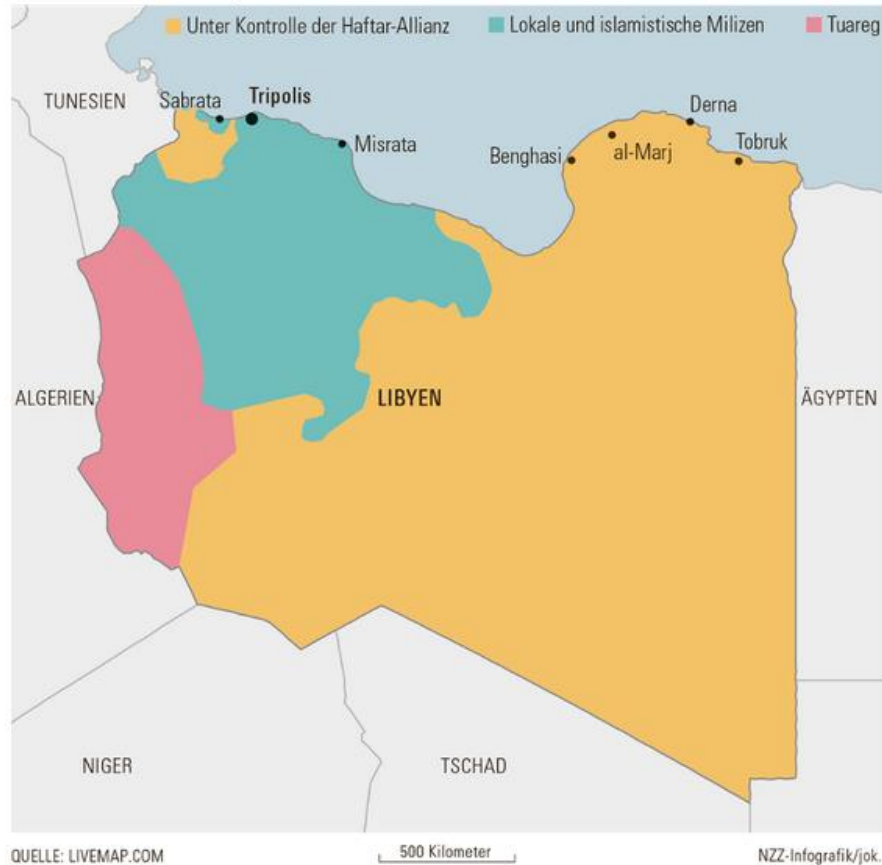 Unter Kontrolle der Haftar-Allianz Lokale und islamistische Milizen Tuareg
TUNESIEN
Sabrata
Tripolis
Misrata
Benghasi
al-Marj
Derna
Tobruk
ALGERIEN
LIBYEN
ÄGYPTEN
NIGER
TSCHAD
QUELLE: LIVEMAP.COM
500 Kilometer
NZZ-Infografik/jok.